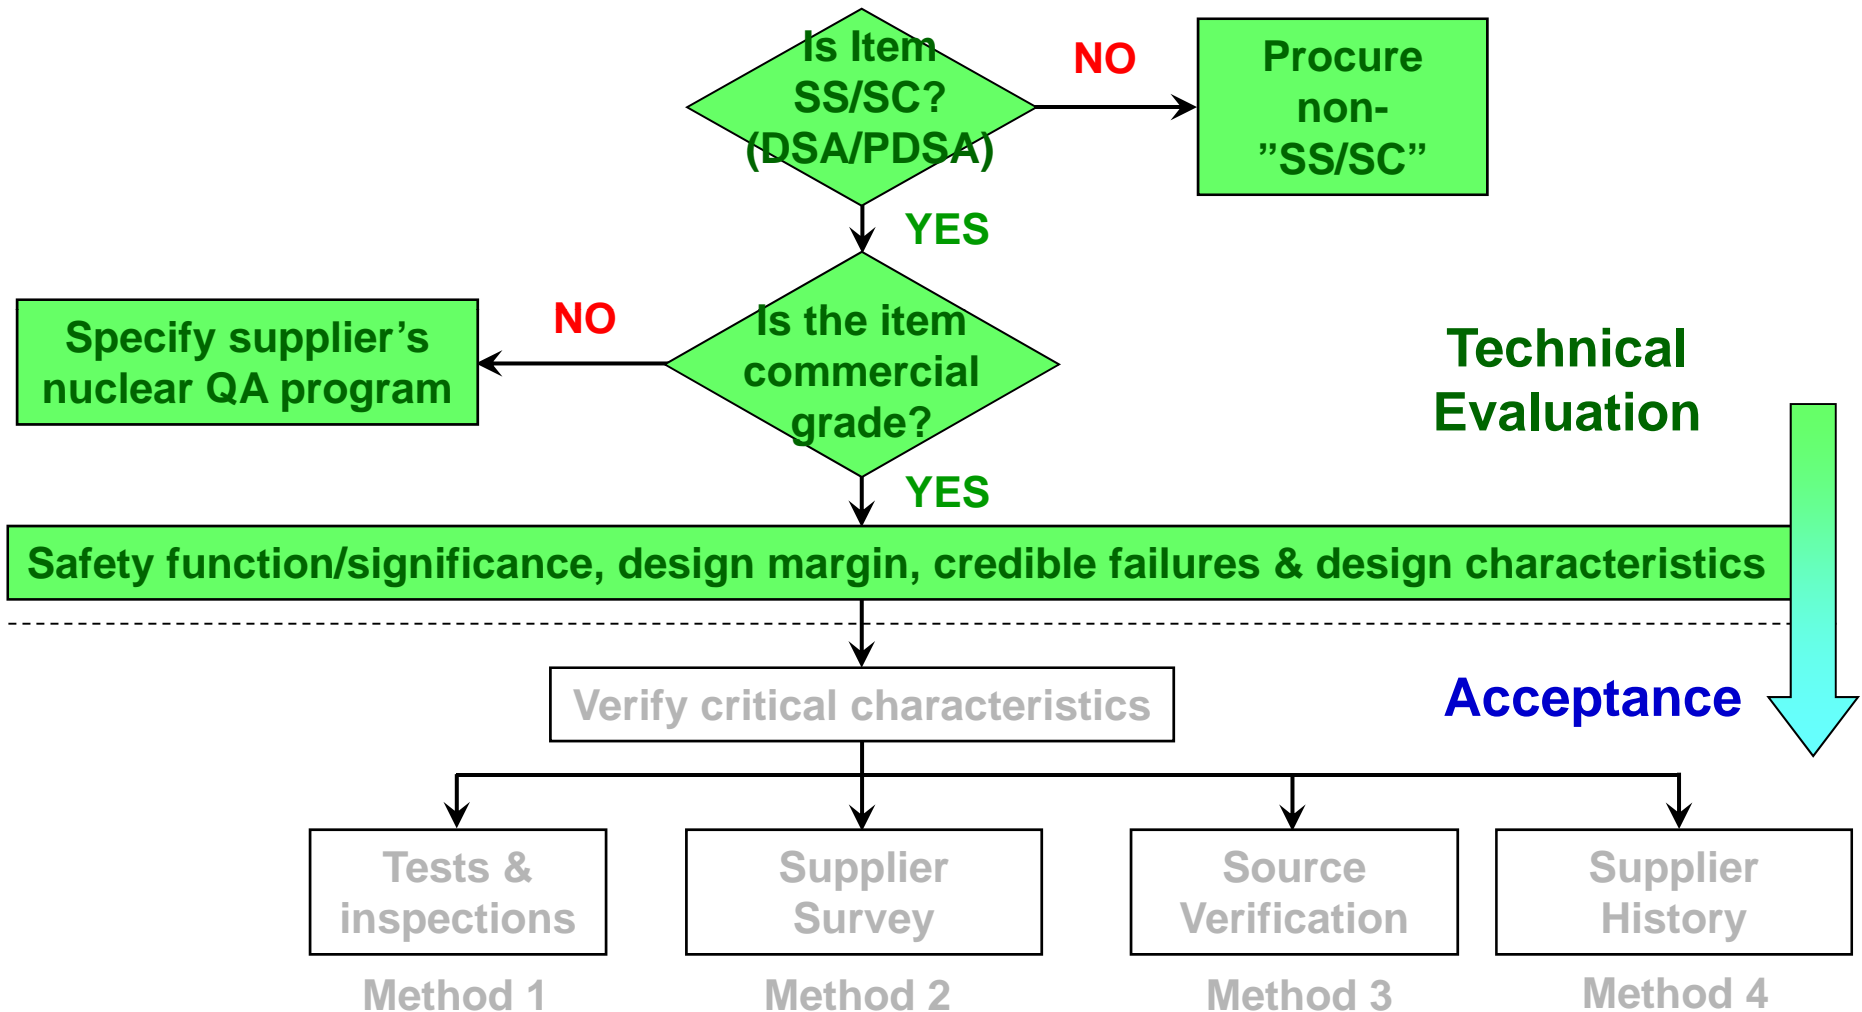 Is Item
SS/SC?
(DSA/PDSA)
NO
Procure
non-
”SS/SC”
YES
Specify supplier’s
nuclear QA program
NO
Is the item
commercial
grade?
Technical
Evaluation
YES
Safety function/significance, design margin, credible failures & design characteristics
Verify critical characteristics
Acceptance
Tests &
inspections
Supplier
Survey
Source
Verification
Supplier
History
Method 1
Method 2
Method 3
Method 4